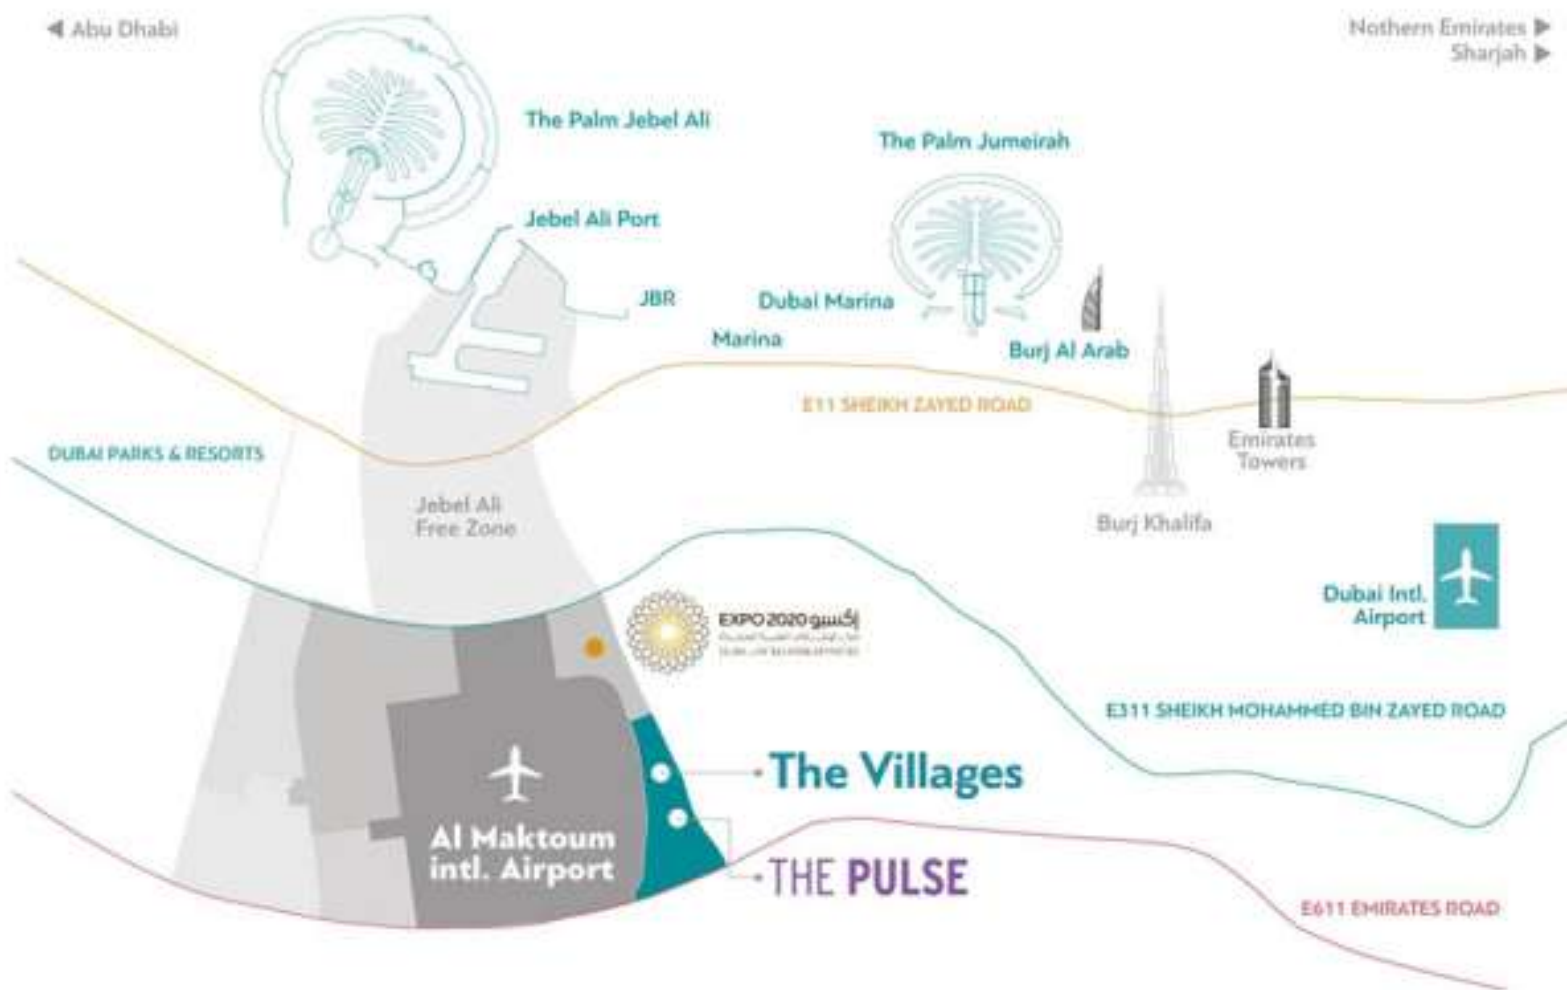 Abu Dhabi
Nothern Emirates
Sharjah
The Palm Jebel Ali
The Palm Jumeirah
Jebel Ali Port
JBR
Dubai Marina
Marina
Burj Al Arab
E11 SHEIKH ZAYED ROAD
Emirates
Towers
DUBAI PARKS & RESORTS
Jebel Ali
Free Zone
Burj Khalifa
Dubai Intl.
Airport
EXPO 2020 إكسبو
E311 SHEIKH MOHAMMED BIN ZAYED ROAD
The Villages
Al Maktoum
intl. Airport
THE PULSE
E611 EMIRATES ROAD